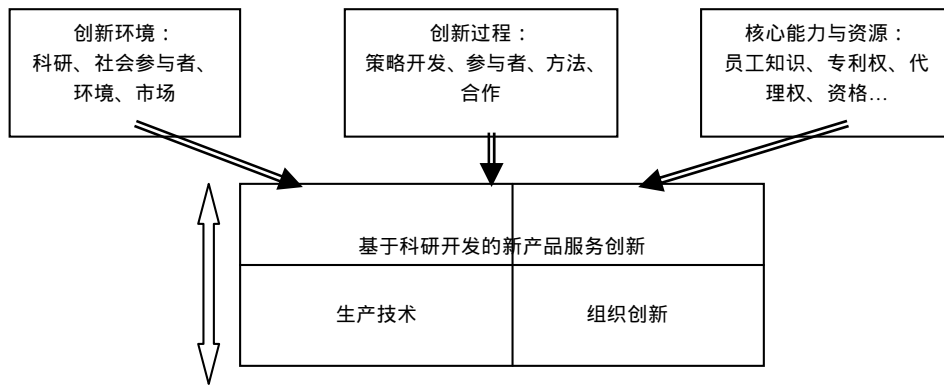 创新环境：
科研、社会参与者、
环境、市场
创新过程：
策略开发、参与者、方法、
合作
核心能力与资源：
员工知识、专利权、代
理权、资格…
基于科研开发的新产品服务创新
生产技术
组织创新